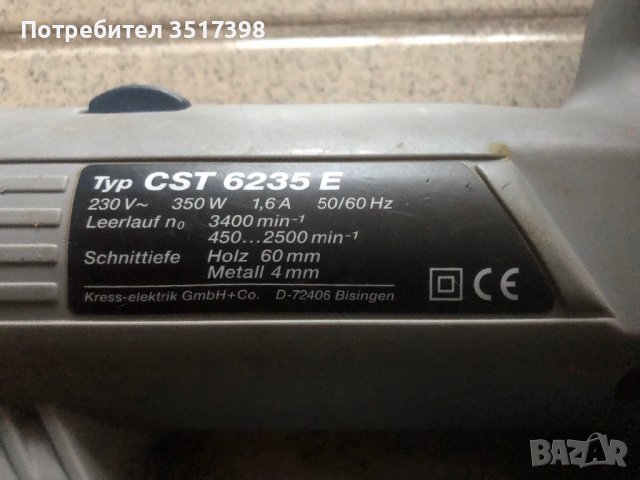 Потребител 3517398
Typ CST 6235 E
230 V~ 350 W 1,6 A 50/60 Hz
Leerlauf n₀ 3400 min⁻¹
450...2500 min⁻¹
Schnittiefe Holz 60 mm
Metall 4 mm
Kress-elektrik GmbH+Co. D-72406 Bisingen
CE
BAZAR